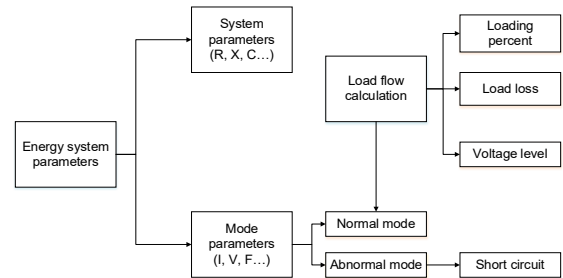 System
parameters
(R, X, C…)
Loading
percent
Load flow
calculation
Load loss
Energy system
parameters
Voltage level
Mode
parameters
(I, V, F…)
Normal mode
Abnormal mode
Short circuit